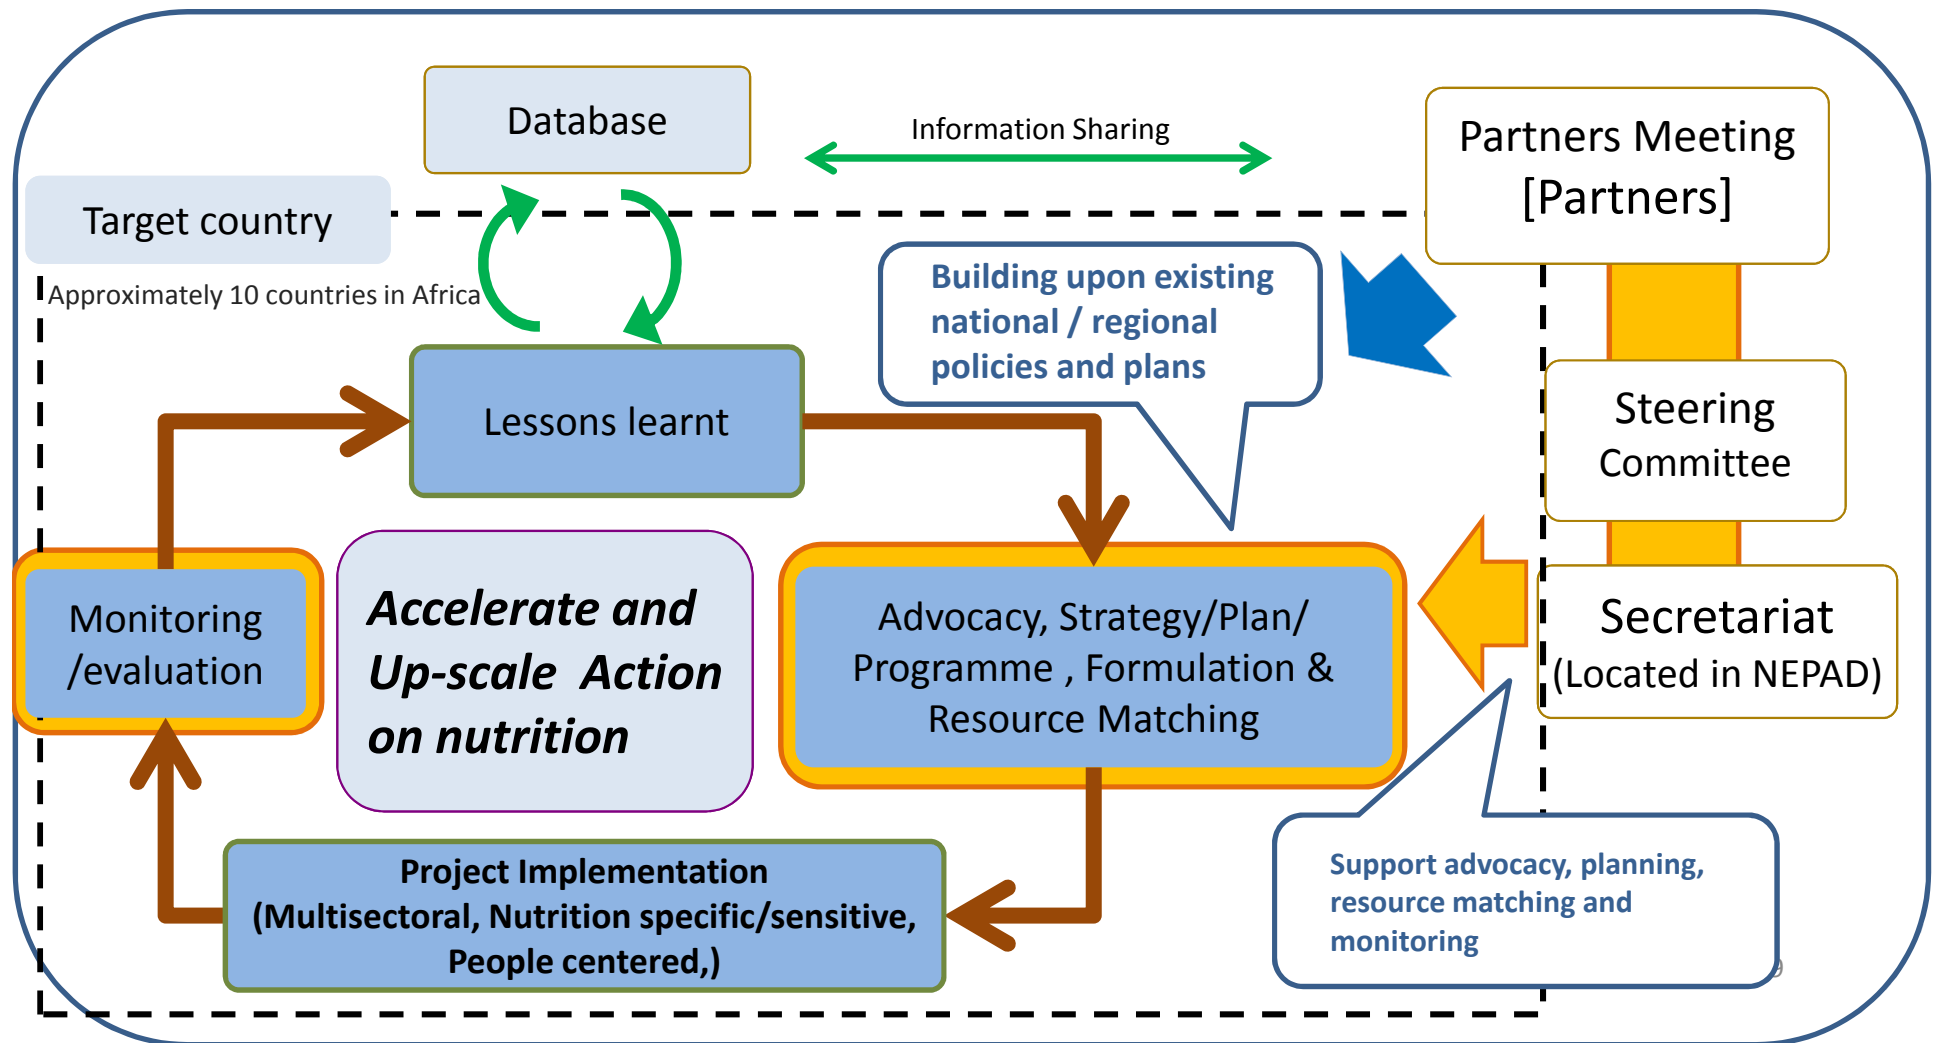 Database
Information Sharing
Partners Meeting
[Partners]
Target country
Approximately 10 countries in Africa
Building upon existing
national / regional
policies and plans
Lessons learnt
Steering
Committee
Monitoring
/evaluation
Accelerate and
Up-scale Action
on nutrition
Advocacy, Strategy/Plan/
Programme , Formulation &
Resource Matching
Secretariat
(Located in NEPAD)
Project Implementation
(Multisectoral, Nutrition specific/sensitive,
People centered,)
Support advocacy, planning,
resource matching and
monitoring